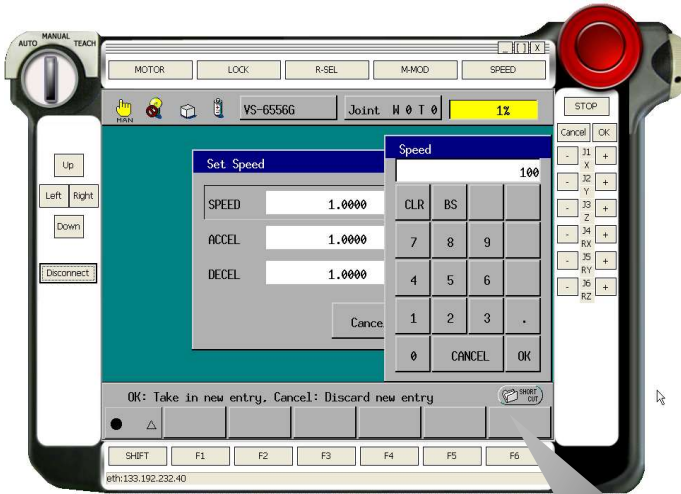 MANUAL
AUTO TEACH
_ [ ] X
MOTOR LOCK R-SEL M-MOD SPEED
MAN VS-6556G Joint W 0 T 0 1% STOP
Cancel OK
Speed
100
Set Speed
SPEED 1.0000
ACCEL 1.0000
DECEL 1.0000
Cance
CLR BS
7 8 9
4 5 6
1 2 3 .
0 CANCEL OK
Up
Left Right
Down
Disconnect
- J1 X +
- J2 Y +
- J3 Z +
- J4 RX +
- J5 RY +
- J6 RZ +
OK: Take in new entry, Cancel: Discard new entry
SHORT CUT
SHIFT F1 F2 F3 F4 F5 F6
eth:133.192.232.40